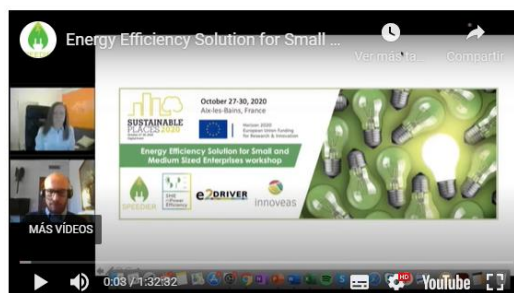 Energy Efficiency Solution for Small ...
Ver más ta...
Compartir
SUSTAINABLE
PLACES 2020
October 27-30, 2020
Aix-les-Bains, France
Horizon 2020
European Union Funding
for Research & Innovation
Energy Efficiency Solution for Small and
Medium Sized Enterprises workshop
SPEEDIER
e2DRIVER
innoveas
MÁS VÍDEOS
0:03 / 1:32:32
HD
YouTube